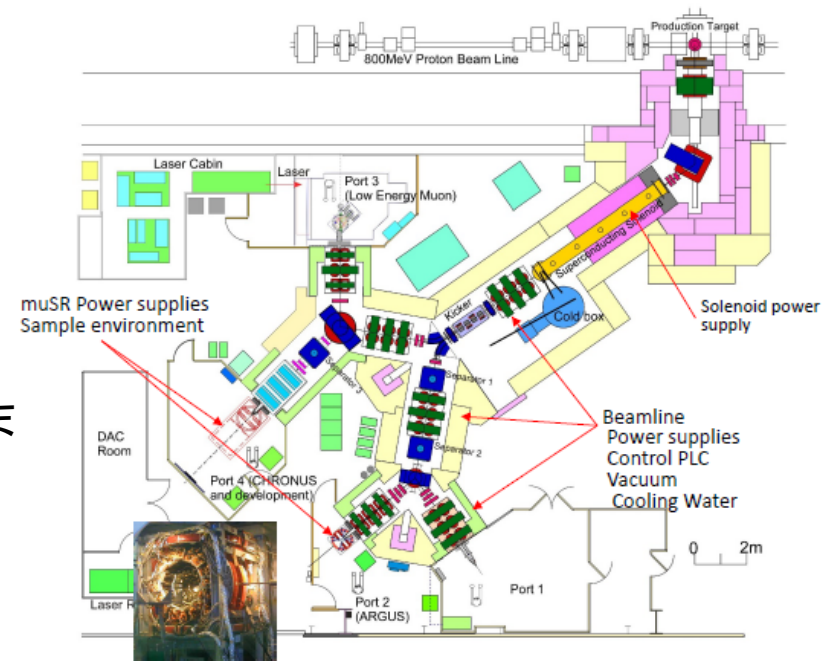 Production Target
800MeV Proton Beam Line
Laser Cabin
Laser
Port 3
(Low Energy Muon)
Superconducting Solenoid
muSR Power supplies
Sample environment
Kicker
Cold box
Solenoid power
supply
Separator 3
Separator 1
DAC
Room
Separator 2
Beamline
Power supplies
Control PLC
Vacuum
Cooling Water
Port 4 (CHRONUS
and development)
0 2m
Port 1
Laser
Port 2
(ARGUS)